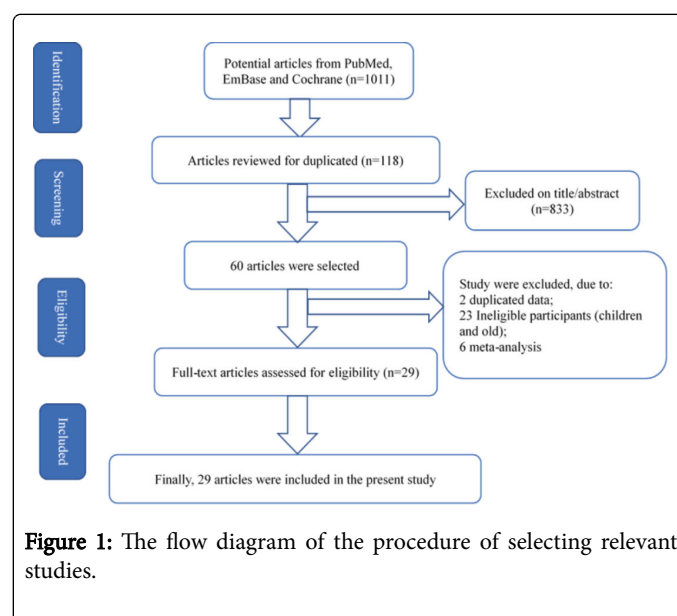 Identification
Potential articles from PubMed,
EmBase and Cochrane (n=1011)
Articles reviewed for duplicated (n=118)
Screening
Excluded on title/abstract
(n=833)
60 articles were selected
Eligibility
Study were excluded, due to:
2 duplicated data;
23 Ineligible participants (children
and old);
6 meta-analysis
Full-text articles assessed for eligibility (n=29)
Included
Finally, 29 articles were included in the present study
Figure 1: The flow diagram of the procedure of selecting relevant
studies.